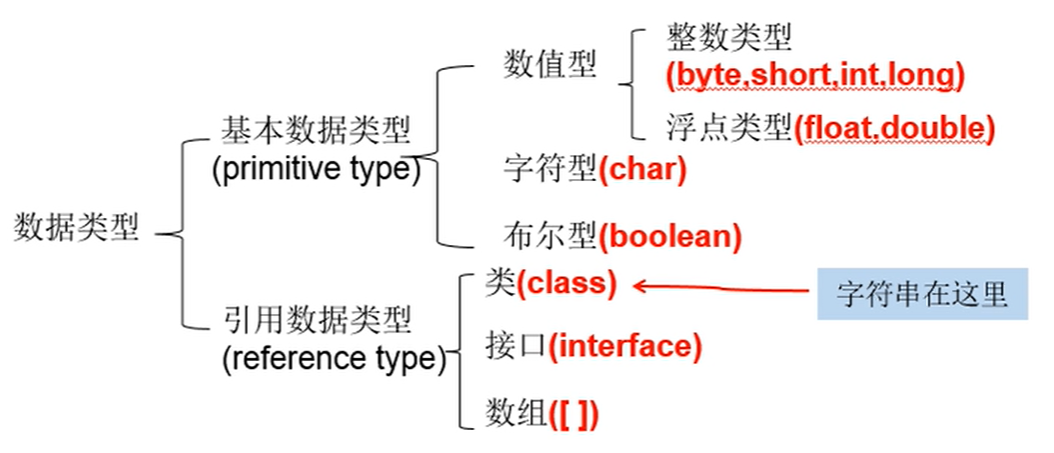 数据类型
基本数据类型
(primitive type)
数值型
整数类型
(byte,short,int,long)
浮点类型(float,double)
字符型(char)
布尔型(boolean)
引用数据类型
(reference type)
类(class)
字符串在这里
接口(interface)
数组([ ])